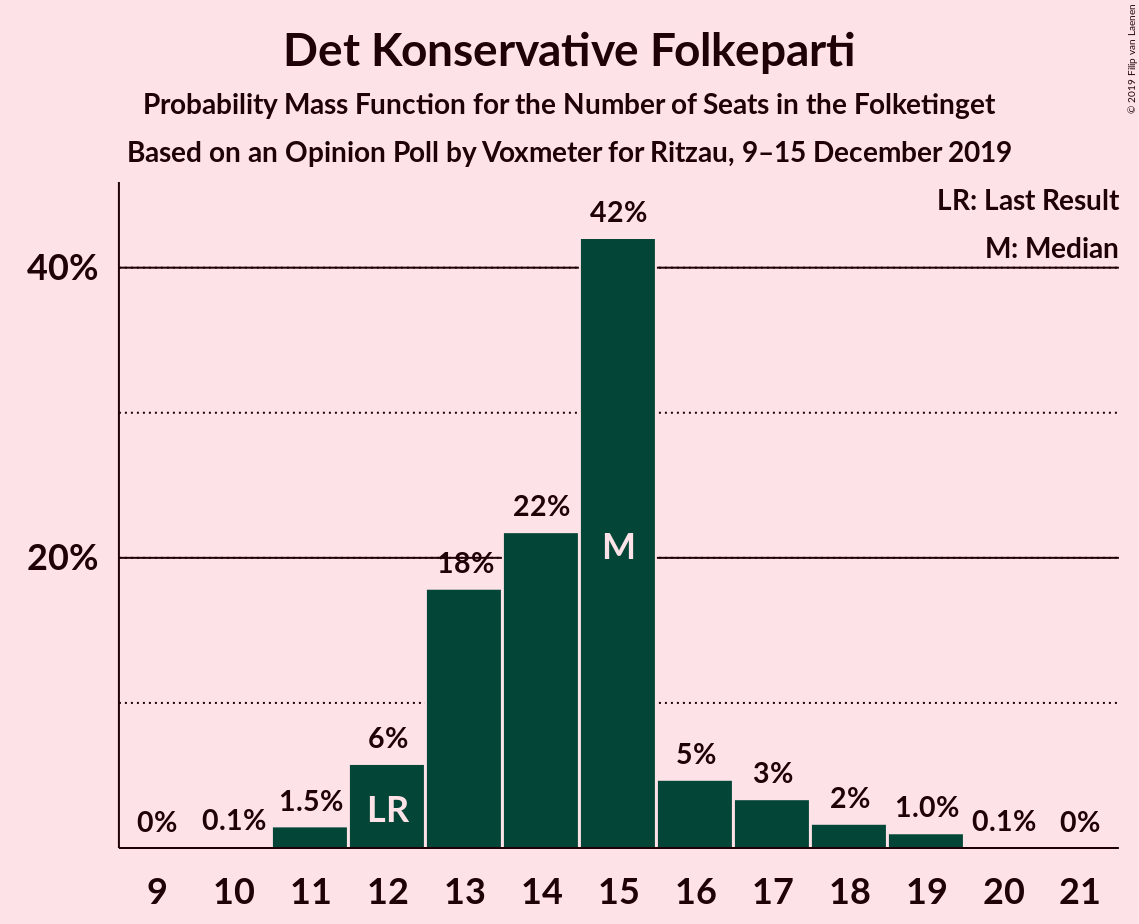 Det Konservative Folkeparti
Probability Mass Function for the Number of Seats in the Folketinget
Based on an Opinion Poll by Voxmeter for Ritzau, 9–15 December 2019
© 2019 Filip van Laenen
LR: Last Result
M: Median
40%
20%
0%
0.1%
1.5%
6%
18%
22%
42%
5%
3%
2%
1.0%
0.1%
0%
LR
M
9 10 11 12 13 14 15 16 17 18 19 20 21